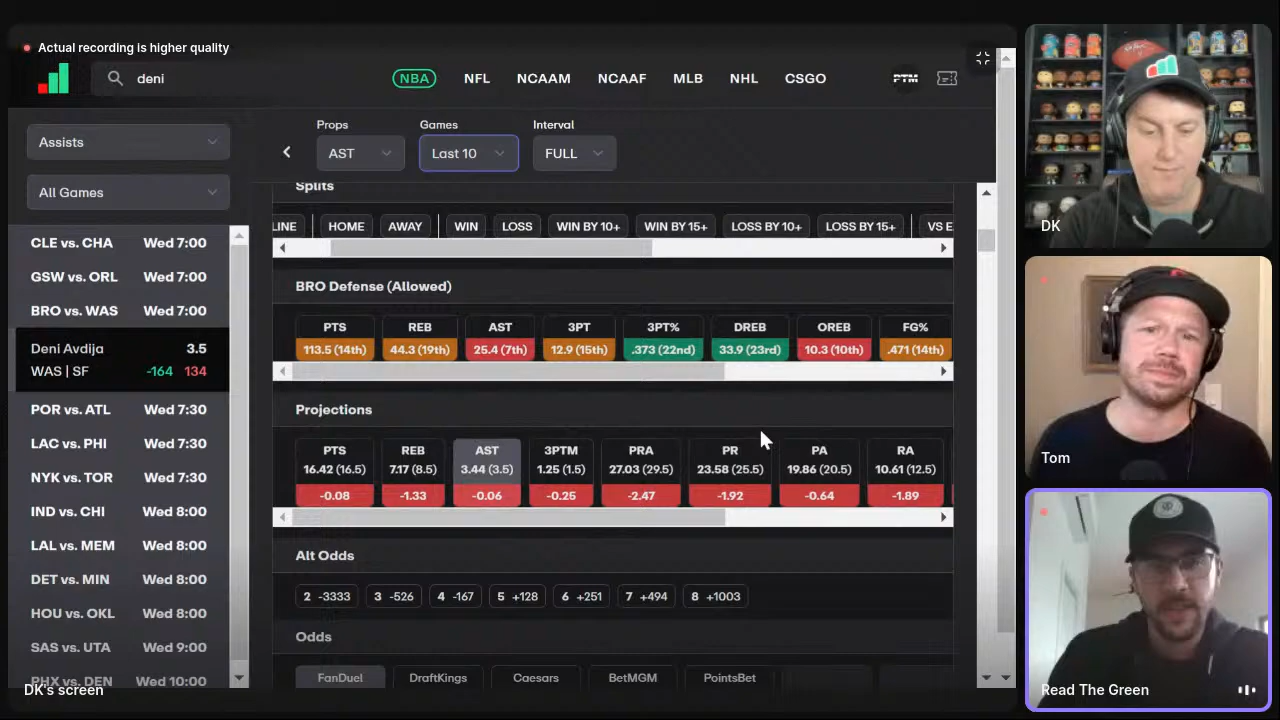 Actual recording is higher quality
deni
NBA NFL NCAAM NCAAF MLB NHL CSGO
PTM
Assists
All Games
Props Games Interval
AST Last 10 FULL
CLE vs. CHA Wed 7:00
GSW vs. ORL Wed 7:00
BRO vs. WAS Wed 7:00
Deni Avdija 3.5
WAS | SF -164 134
POR vs. ATL Wed 7:30
LAC vs. PHI Wed 7:30
NYK vs. TOR Wed 7:30
IND vs. CHI Wed 8:00
LAL vs. MEM Wed 8:00
DET vs. MIN Wed 8:00
HOU vs. OKL Wed 8:00
SAS vs. UTA Wed 9:00
PHX vs. DEN Wed 10:00
DK's screen
Splits
LINE HOME AWAY WIN LOSS WIN BY 10+ WIN BY 15+ LOSS BY 10+ LOSS BY 15+ VS E
BRO Defense (Allowed)
PTS REB AST 3PT 3PT% DREB OREB FG%
113.5 (14th) 44.3 (19th) 25.4 (7th) 12.9 (15th) .373 (22nd) 33.9 (23rd) 10.3 (10th) .471 (14th)
Projections
PTS REB AST 3PTM PRA PR PA RA
16.42 (16.5) 7.17 (8.5) 3.44 (3.5) 1.25 (1.5) 27.03 (29.5) 23.58 (25.5) 19.86 (20.5) 10.61 (12.5)
-0.08 -1.33 -0.06 -0.25 -2.47 -1.92 -0.64 -1.89
Alt Odds
2 -3333 3 -526 4 -167 5 +128 6 +251 7 +494 8 +1003
Odds
FanDuel DraftKings Caesars BetMGM PointsBet
DK
Tom
Read The Green